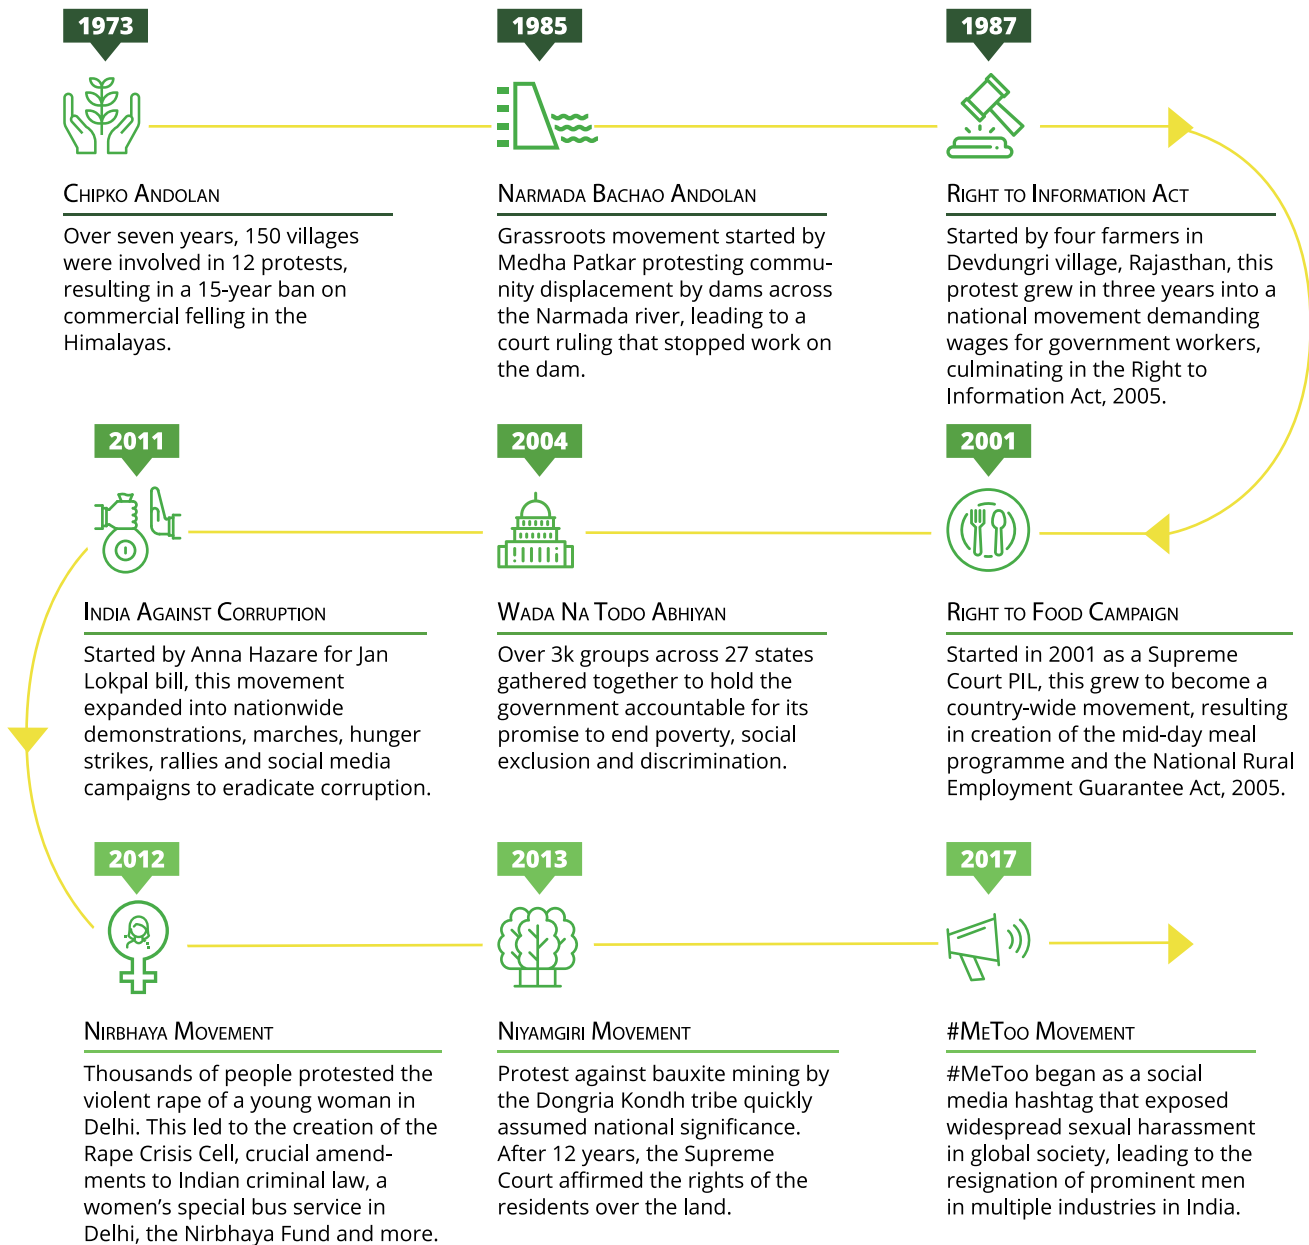 1973
CHIPKO ANDOLAN
Over seven years, 150 villages
were involved in 12 protests,
resulting in a 15-year ban on
commercial felling in the
Himalayas.
1985
NARMADA BACHAO ANDOLAN
Grassroots movement started by
Medha Patkar protesting commu-
nity displacement by dams across
the Narmada river, leading to a
court ruling that stopped work on
the dam.
1987
RIGHT TO INFORMATION ACT
Started by four farmers in
Devdungri village, Rajasthan, this
protest grew in three years into a
national movement demanding
wages for government workers,
culminating in the Right to
Information Act, 2005.
2001
RIGHT TO FOOD CAMPAIGN
Started in 2001 as a Supreme
Court PIL, this grew to become a
country-wide movement, resulting
in creation of the mid-day meal
programme and the National Rural
Employment Guarantee Act, 2005.
2004
WADA NA TODO ABHIYAN
Over 3k groups across 27 states
gathered together to hold the
government accountable for its
promise to end poverty, social
exclusion and discrimination.
2011
INDIA AGAINST CORRUPTION
Started by Anna Hazare for Jan
Lokpal bill, this movement
expanded into nationwide
demonstrations, marches, hunger
strikes, rallies and social media
campaigns to eradicate corruption.
2012
NIRBHAYA MOVEMENT
Thousands of people protested the
violent rape of a young woman in
Delhi. This led to the creation of the
Rape Crisis Cell, crucial amend-
ments to Indian criminal law, a
women’s special bus service in
Delhi, the Nirbhaya Fund and more.
2013
NIYAMGIRI MOVEMENT
Protest against bauxite mining by
the Dongria Kondh tribe quickly
assumed national significance.
After 12 years, the Supreme
Court affirmed the rights of the
residents over the land.
2017
#METOO MOVEMENT
#MeToo began as a social
media hashtag that exposed
widespread sexual harassment
in global society, leading to the
resignation of prominent men
in multiple industries in India.